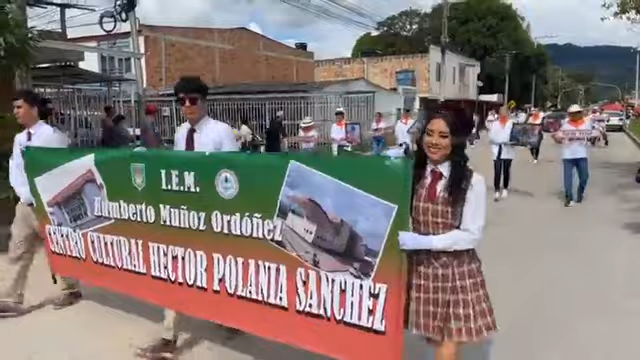 I.E.M.
Humberto Muñoz Ordóñez
CENTRO CULTURAL HECTOR POLANIA SANCHEZ